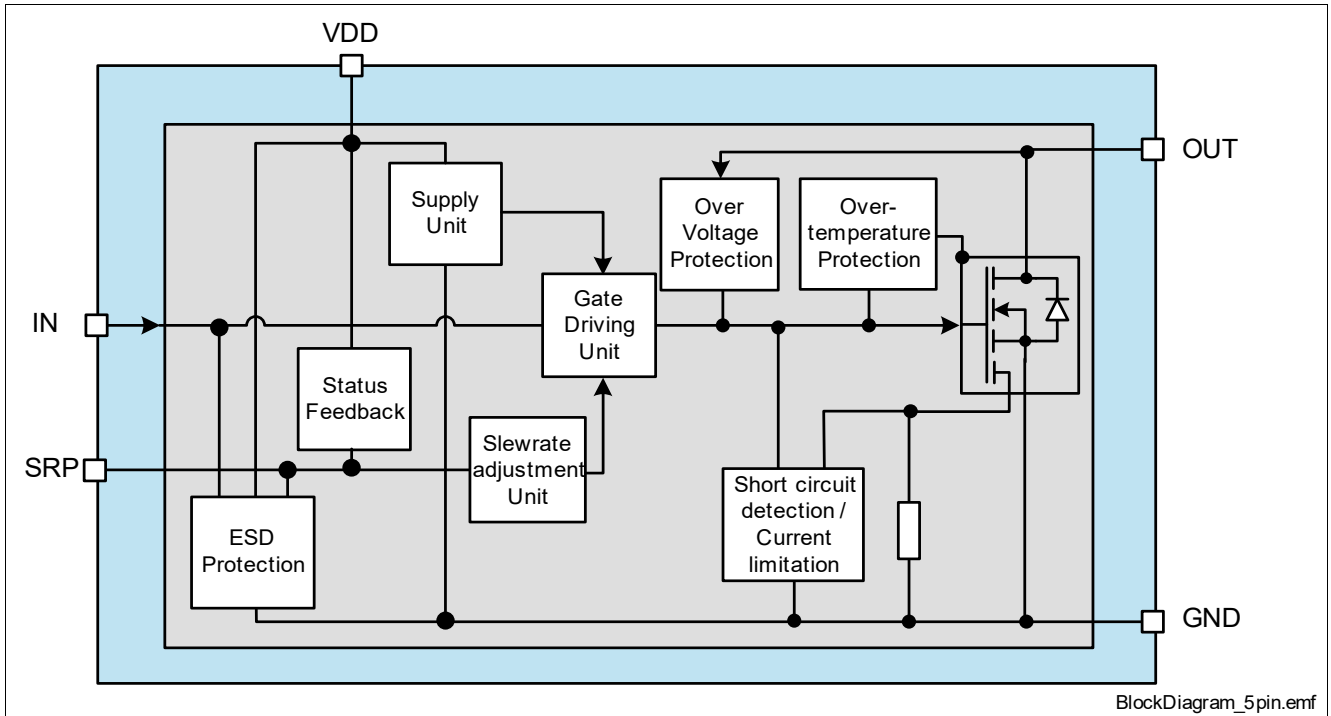 VDD
OUT
Supply
Unit
Over
Voltage
Protection
Over-
temperature
Protection
IN
Gate
Driving
Unit
Status
Feedback
SRP
Slewrate
adjustment
Unit
Short circuit
detection /
Current
limitation
ESD
Protection
GND
BlockDiagram_5pin.emf